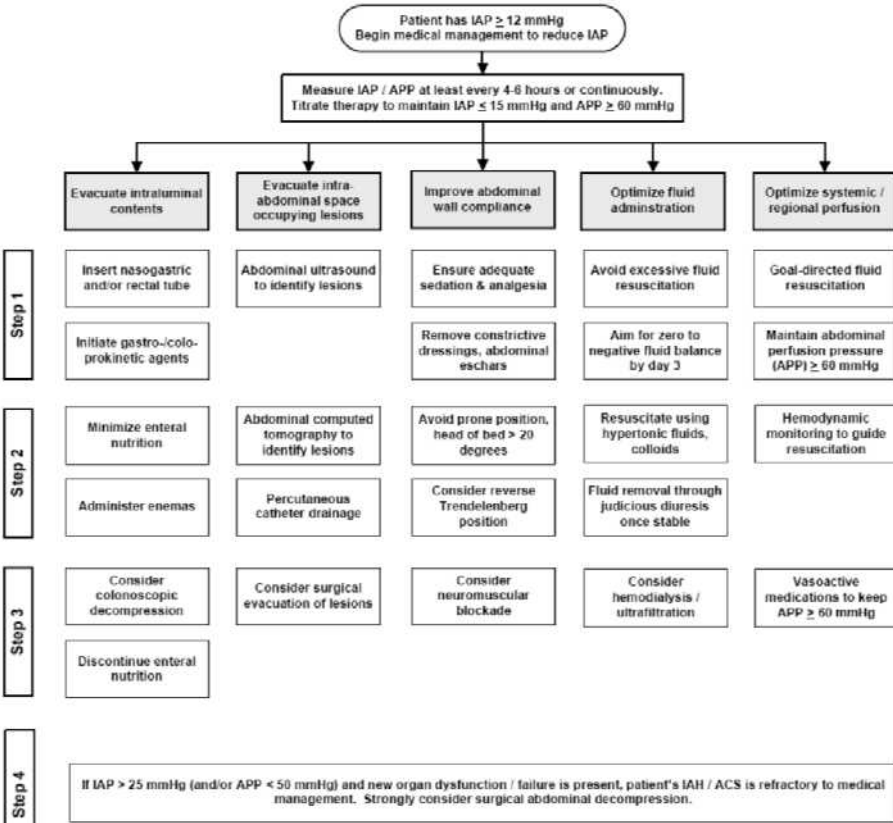 Patient has IAP ≥ 12 mmHg
Begin medical management to reduce IAP
Measure IAP / APP at least every 4-6 hours or continuously.
Titrate therapy to maintain IAP ≤ 15 mmHg and APP ≥ 60 mmHg
Evacuate intraluminal
contents
Evacuate intra-
abdominal space
occupying lesions
Improve abdominal
wall compliance
Optimize fluid
adminstration
Optimize systemic /
regional perfusion
Step 1
Insert nasogastric
and/or rectal tube
Abdominal ultrasound
to identify lesions
Ensure adequate
sedation & analgesia
Avoid excessive fluid
resuscitation
Goal-directed fluid
resuscitation
Initiate gastro-/colo-
prokinetic agents
Remove constrictive
dressings, abdominal
eschars
Aim for zero to
negative fluid balance
by day 3
Maintain abdominal
perfusion pressure
(APP) ≥ 60 mmHg
Step 2
Minimize enteral
nutrition
Abdominal computed
tomography to
identify lesions
Avoid prone position,
head of bed > 20
degrees
Resuscitate using
hypertonic fluids,
colloids
Hemodynamic
monitoring to guide
resuscitation
Administer enemas
Percutaneous
catheter drainage
Consider reverse
Trendelenberg
position
Fluid removal through
judicious diuresis
once stable
Step 3
Consider
colonoscopic
decompression
Consider surgical
evacuation of lesions
Consider
neuromuscular
blockade
Consider
hemodialysis /
ultrafiltration
Vasoactive
medications to keep
APP ≥ 60 mmHg
Discontinue enteral
nutrition
Step 4
If IAP > 25 mmHg (and/or APP < 50 mmHg) and new organ dysfunction / failure is present, patient's IAH / ACS is refractory to medical
management. Strongly consider surgical abdominal decompression.